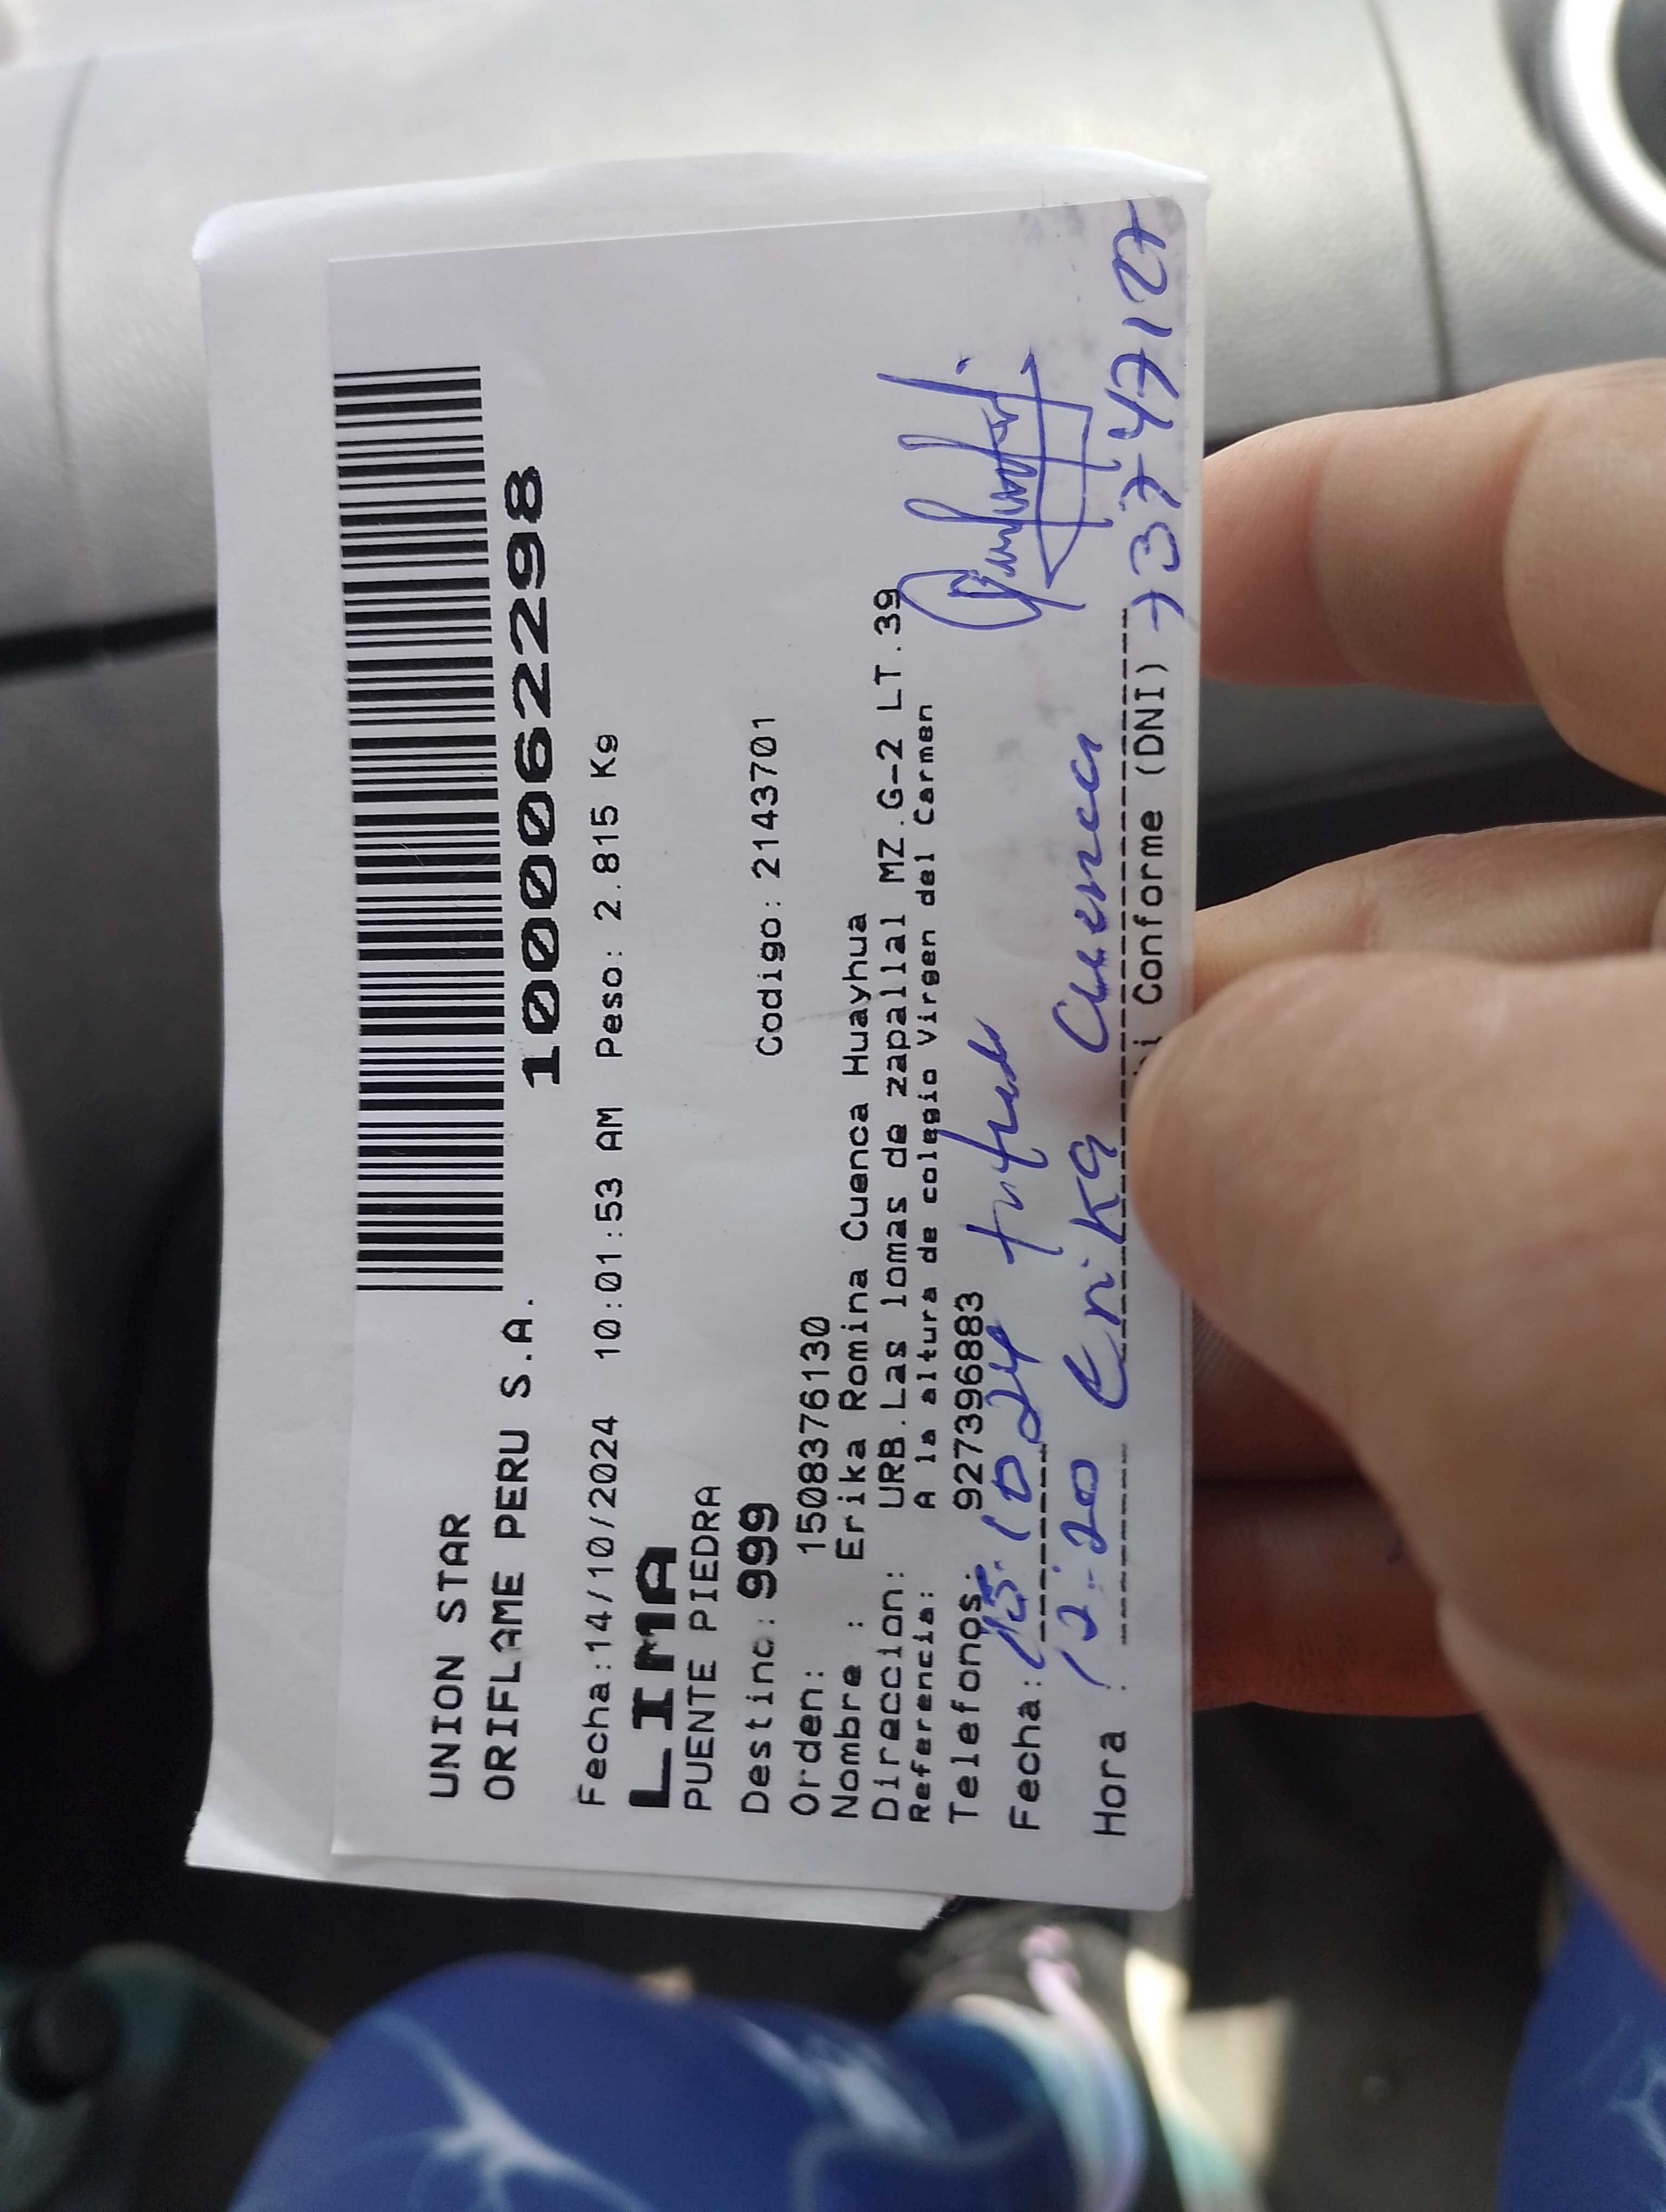 UNION STAR
ORIFLAME PERU S.A.
1000062298
Fecha:14/10/2024 10:01:53 AM Peso: 2.815 Kg
LIMA
PUENTE PIEDRA
Destino: 999 Codigo: 2143701
Orden: 1508376130
Nombre : Erika Romina Cuenca Huayhua
Direccion: URB.Las lomas de zapallal MZ.G-2 LT.39
Referencia: A la altura de colegio Virgen del Carmen
Telefonos: 927396883
Fecha: 15.10.24
Hora : 12:20 Erika Cuenca
Conforme (DNI) → 37747127